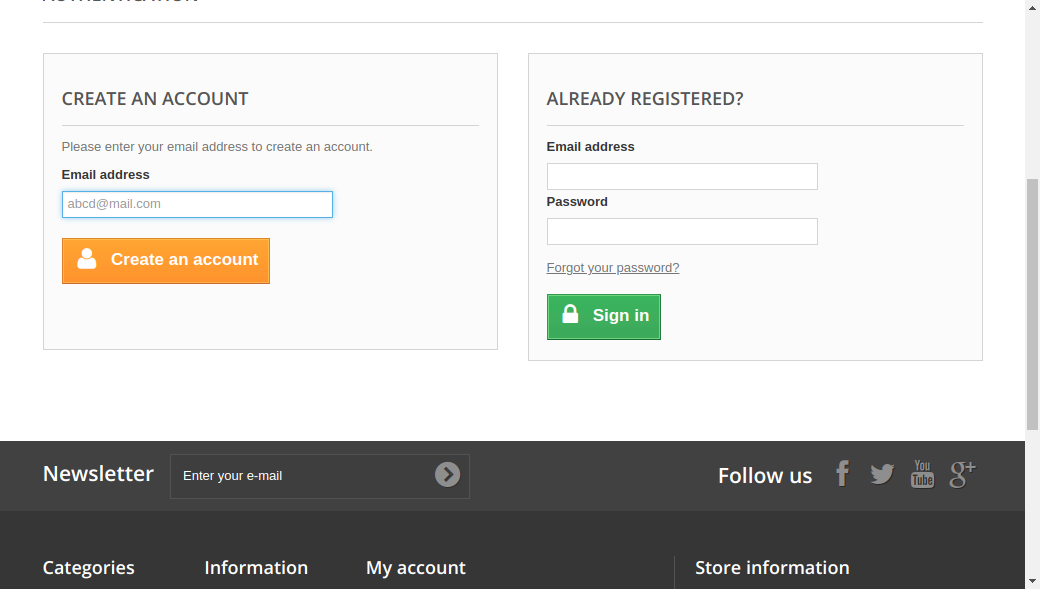 AUTHENTICATION
CREATE AN ACCOUNT
Please enter your email address to create an account.
Email address
abcd@mail.com
Create an account
ALREADY REGISTERED?
Email address
Password
Forgot your password?
Sign in
Newsletter
Enter your e-mail
Follow us
You
Tube
g+
Categories
Information
My account
Store information